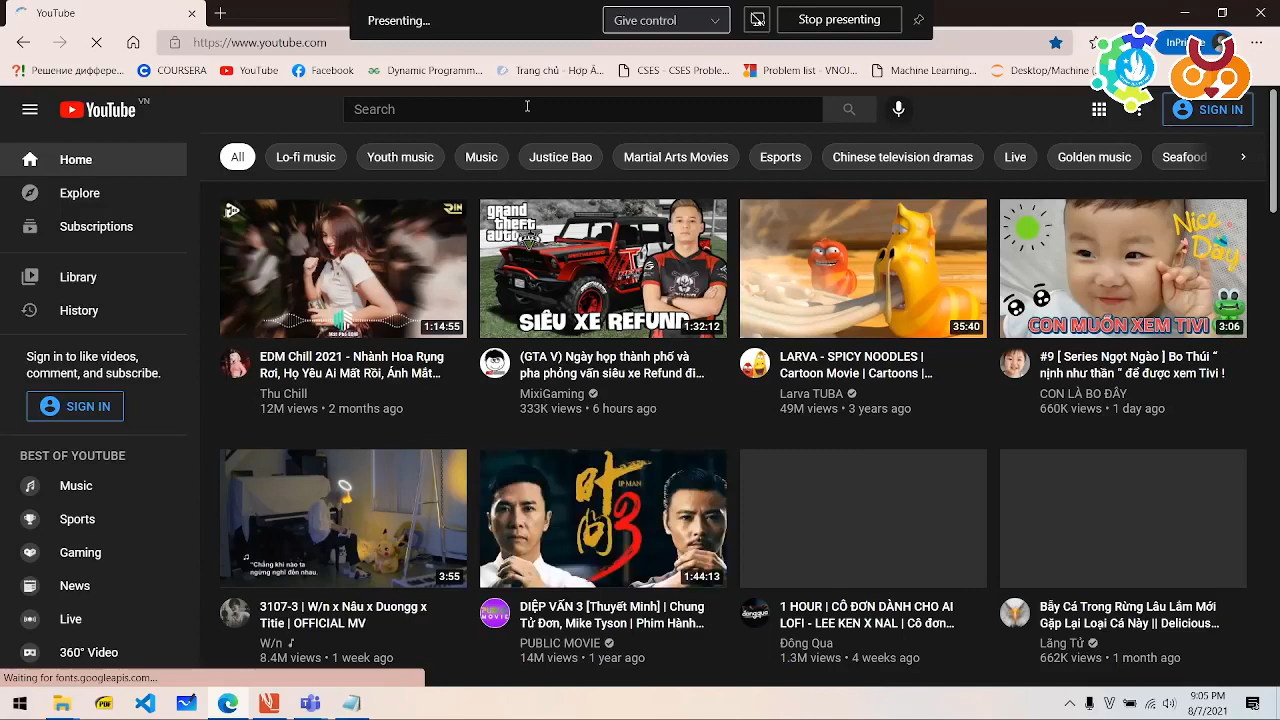 YouTube
Presenting...
Give control
Stop presenting
https://www.youtube.com
InPrivate
Решение диффере...
COURSERA
YouTube
Facebook
Dynamic Programm...
Trang chủ - Hợp Â...
CSES - CSES Proble...
Problem list - VNOJ...
Machine Learning...
Desktop/Machine
YouTube VN
Search
SIGN IN
All
Lo-fi music
Youth music
Music
Justice Bao
Martial Arts Movies
Esports
Chinese television dramas
Live
Golden music
Seafood
Home
Explore
Subscriptions
Library
History
Sign in to like videos,
comment, and subscribe.
SIGN IN
BEST OF YOUTUBE
Music
Sports
Gaming
News
Live
360° Video
RIN
1:14:55
EDM Chill 2021 - Nhành Hoa Rụng
Rơi, Họ Yêu Ai Mất Rồi, Ánh Mắt...
Thu Chill
12M views • 2 months ago
grand
theft
auto
SIÊU XE REFUND
1:32:12
(GTA V) Ngày họp thành phố và
pha phỏng vấn siêu xe Refund đi...
MixiGaming
333K views • 6 hours ago
35:40
LARVA - SPICY NOODLES |
Cartoon Movie | Cartoons |...
Larva TUBA
49M views • 3 years ago
Nice
Day
CON MUỐN XEM TIVI
3:06
#9 [ Series Ngọt Ngào ] Bo Thúi “
nịnh như thần ” để được xem Tivi !
CON LÀ BO ĐÂY
660K views • 1 day ago
"Chẳng khi nào ta
ngừng nghĩ đến nhau.
3:55
3107-3 | W/n x Nâu x Duongg x
Titie | OFFICIAL MV
W/n ♪
8.4M views • 1 week ago
叶问
IP MAN
3
1:44:13
DIỆP VẤN 3 [Thuyết Minh] | Chung
Tử Đơn, Mike Tyson | Phim Hành...
PUBLIC MOVIE
14M views • 1 year ago
1 HOUR | CÔ ĐƠN DÀNH CHO AI
LOFI - LEE KEN X NAL | Cô đơn...
Đông Qua
1.3M views • 4 weeks ago
Bẫy Cá Trong Rừng Lâu Lắm Mới
Gặp Lại Loại Cá Này || Delicious...
Lãng Tử
662K views • 1 month ago
Waiting for fonts.googleapis.com...
9:05 PM
8/7/2021